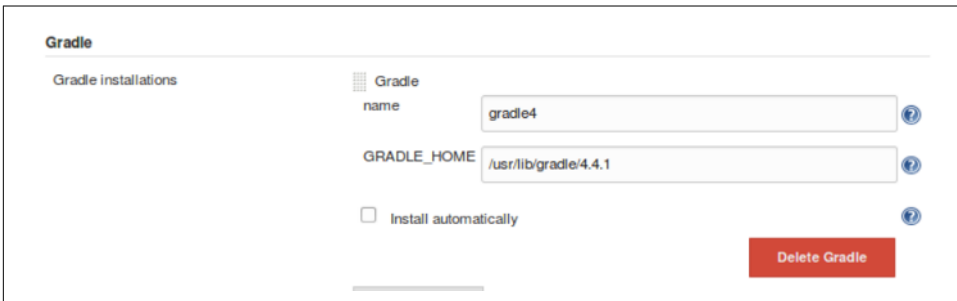 Gradle
Gradle installations
Gradle
name
gradle4
GRADLE_HOME
/usr/lib/gradle/4.4.1
Install automatically
Delete Gradle